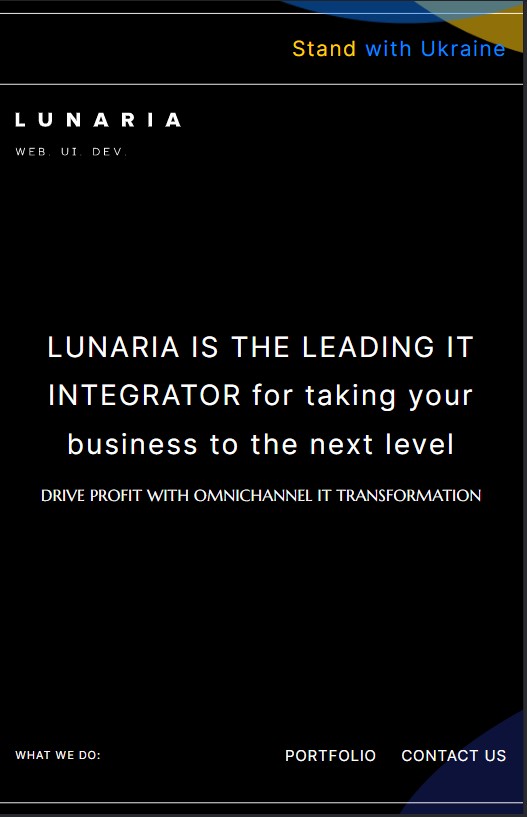 Stand with Ukraine
LUNARIA
WEB. UI. DEV.
LUNARIA IS THE LEADING IT
INTEGRATOR for taking your
business to the next level
DRIVE PROFIT WITH OMNICHANNEL IT TRANSFORMATION
WHAT WE DO:
PORTFOLIO CONTACT US